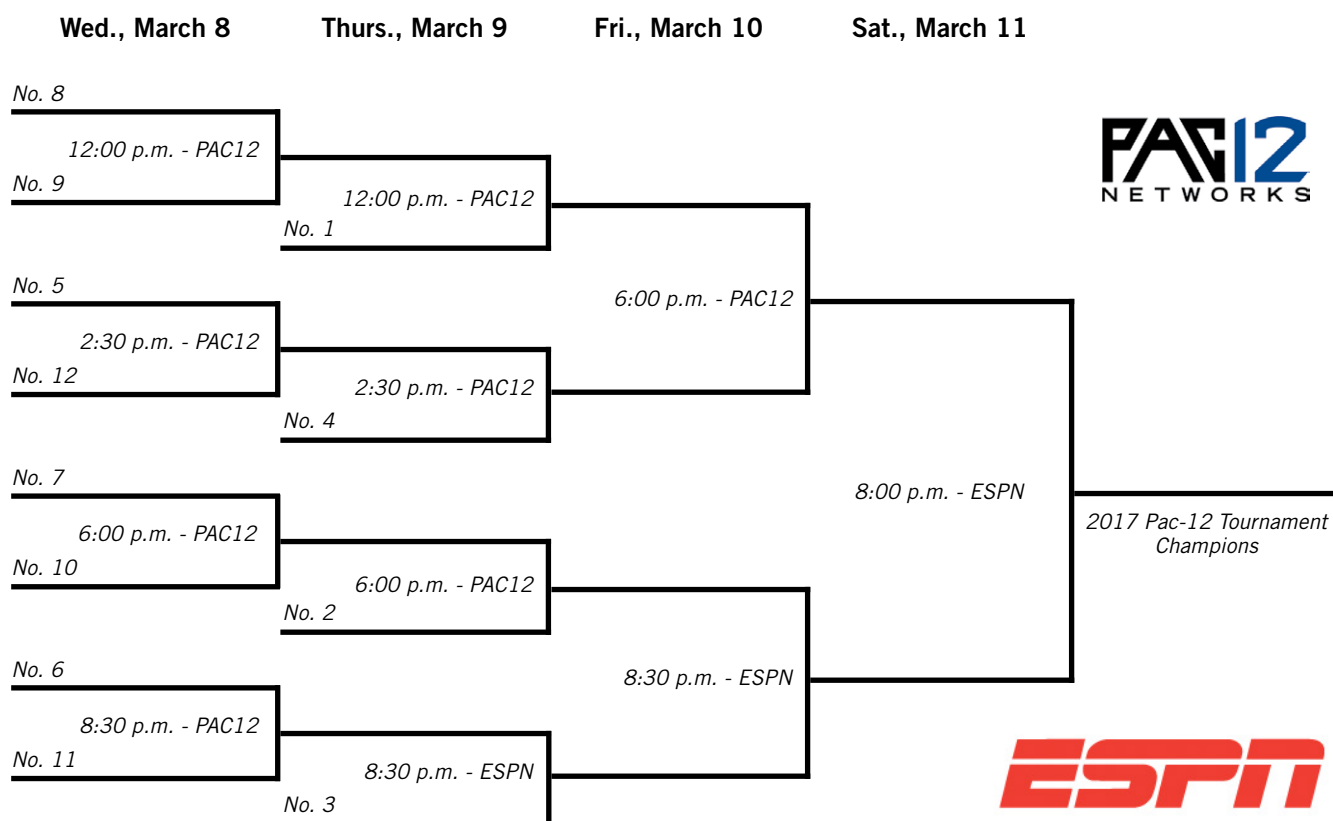 Wed., March 8
Thurs., March 9
Fri., March 10
Sat., March 11
No. 8
12:00 p.m. - PAC12
No. 9
12:00 p.m. - PAC12
No. 1
No. 5
6:00 p.m. - PAC12
2:30 p.m. - PAC12
No. 12
2:30 p.m. - PAC12
No. 4
No. 7
8:00 p.m. - ESPN
6:00 p.m. - PAC12
2017 Pac-12 Tournament
Champions
No. 10
6:00 p.m. - PAC12
No. 2
No. 6
8:30 p.m. - ESPN
8:30 p.m. - PAC12
No. 11
8:30 p.m. - ESPN
No. 3
PAC12
NETWORKS
ESPN